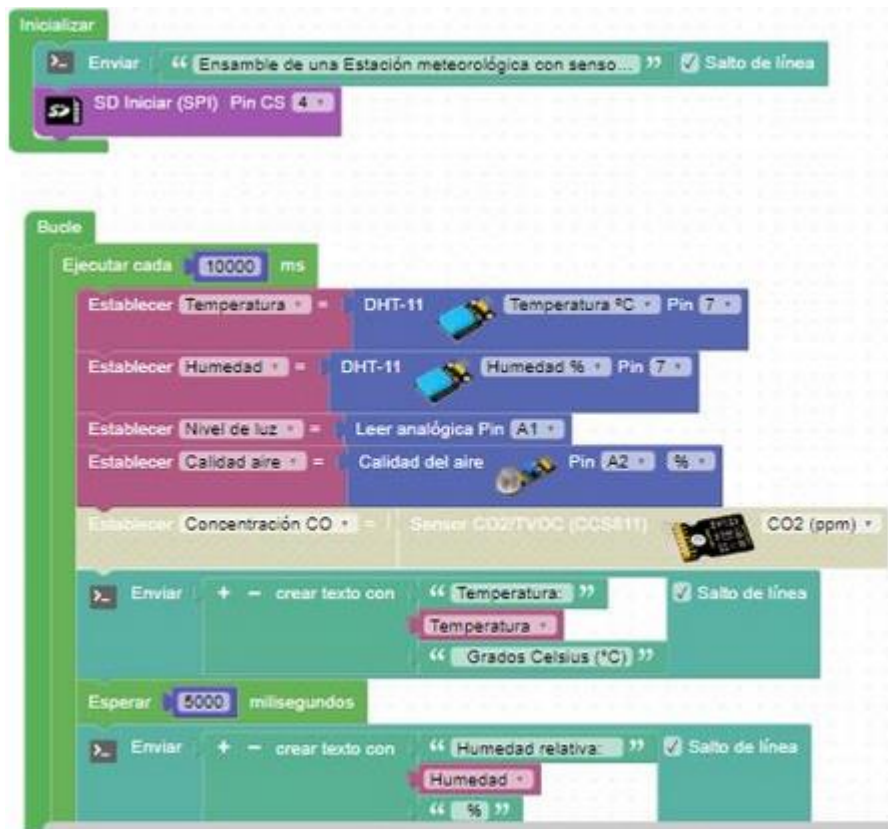 Inicializar
Enviar “ Ensamble de una Estación meteorológica con senso... ” Salto de línea
SD Iniciar (SPI) Pin CS 4
Bucle
Ejecutar cada 10000 ms
Establecer Temperatura = DHT-11 Temperatura ºC Pin 7
Establecer Humedad = DHT-11 Humedad % Pin 7
Establecer Nivel de luz = Leer analógica Pin A1
Establecer Calidad aire = Calidad del aire Pin A2 %
Establecer Concentración CO = Sensor CO2/TVOC (CCS811) CO2 (ppm)
Enviar + - crear texto con “ Temperatura: ” Salto de línea
Temperatura
“ Grados Celsius (°C) ”
Esperar 5000 milisegundos
Enviar + - crear texto con “ Humedad relativa: ” Salto de línea
Humedad
“ % ”